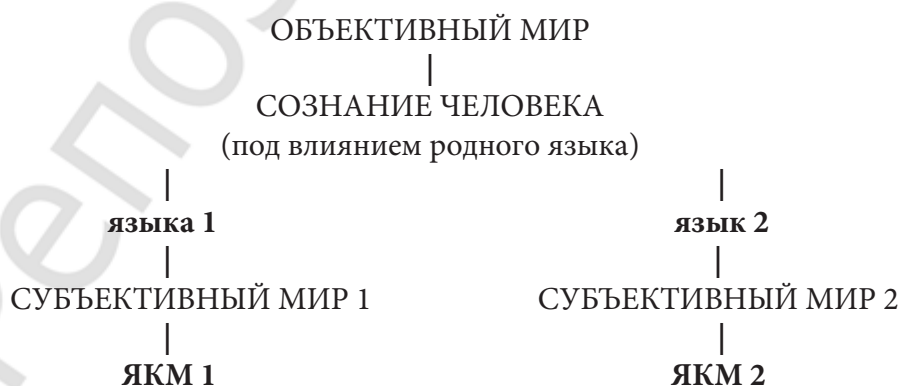 ОБЪЕКТИВНЫЙ МИР
СОЗНАНИЕ ЧЕЛОВЕКА
(под влиянием родного языка)
языка 1 язык 2
СУБЪЕКТИВНЫЙ МИР 1 СУБЪЕКТИВНЫЙ МИР 2
ЯКМ 1 ЯКМ 2